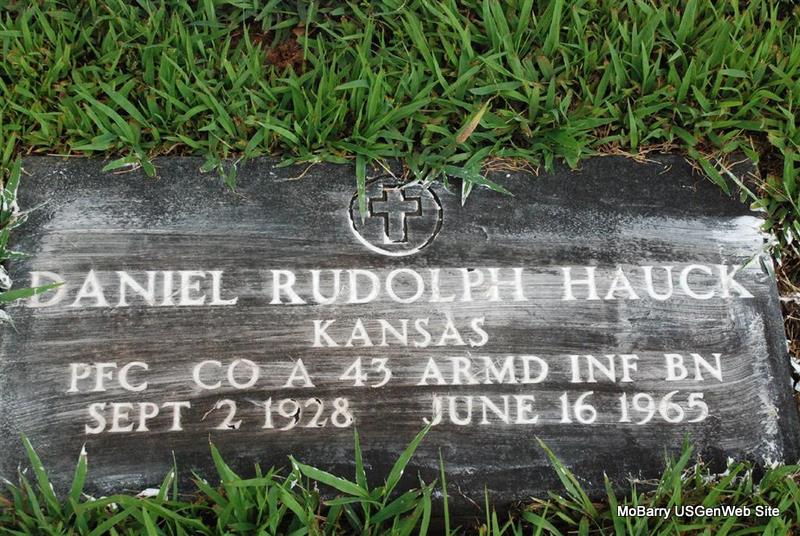 DANIEL RUDOLPH HAUCK
KANSAS
PFC CO A 43 ARMD INF BN
SEPT 2 1928 JUNE 16 1965
MoBarry USGenWeb Site